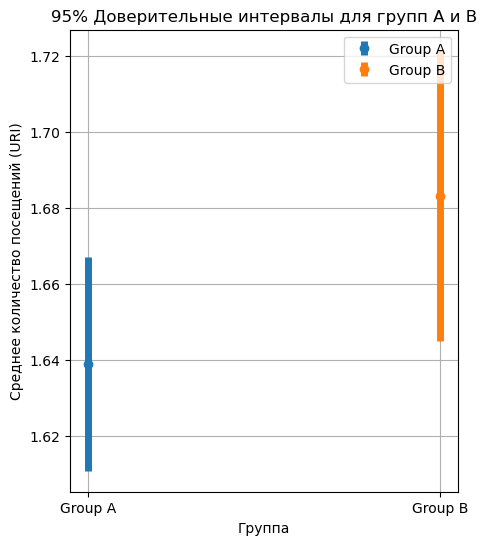 95% Доверительные интервалы для групп A и B
Group A
Group B
1.72
1.70
1.68
1.66
1.64
1.62
Среднее количество посещений (URI)
Group A
Group B
Группа